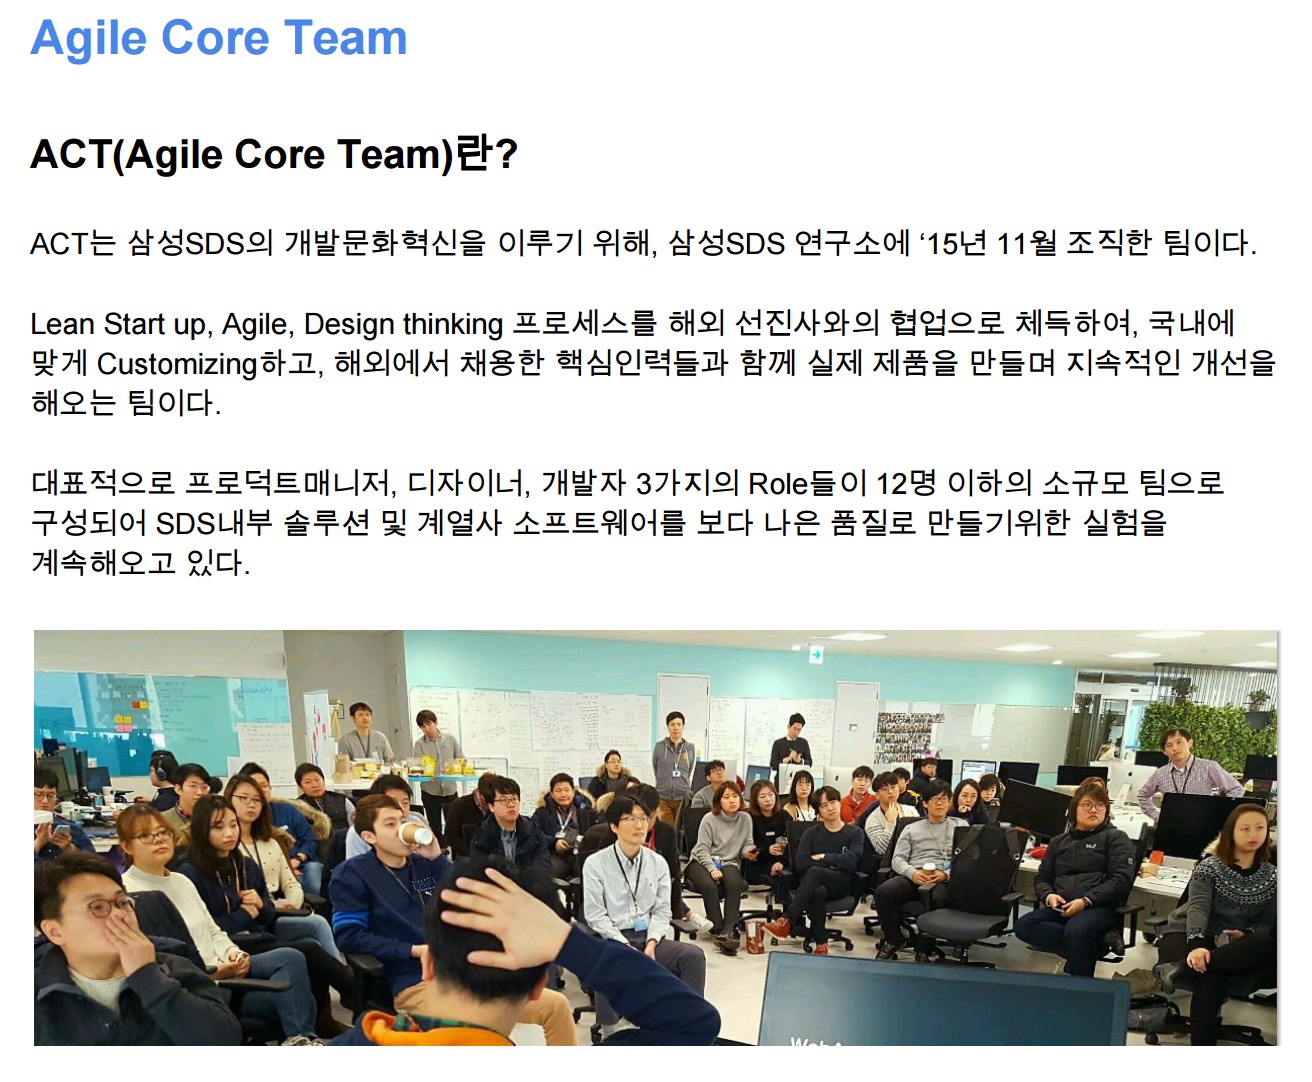 Agile Core Team
ACT(Agile Core Team)란?
ACT는 삼성SDS의 개발문화혁신을 이루기 위해, 삼성SDS 연구소에 ‘15년 11월 조직한 팀이다.
Lean Start up, Agile, Design thinking 프로세스를 해외 선진사와의 협업으로 체득하여, 국내에
맞게 Customizing하고, 해외에서 채용한 핵심인력들과 함께 실제 제품을 만들며 지속적인 개선을
해오는 팀이다.
대표적으로 프로덕트매니저, 디자이너, 개발자 3가지의 Role들이 12명 이하의 소규모 팀으로
구성되어 SDS내부 솔루션 및 계열사 소프트웨어를 보다 나은 품질로 만들기위한 실험을
계속해오고 있다.